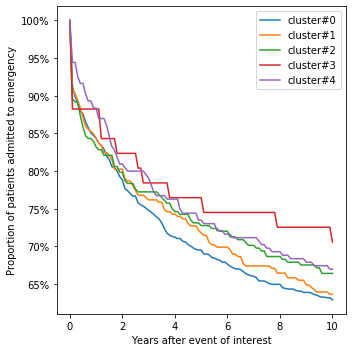 100%
95%
90%
85%
80%
75%
70%
65%
Proportion of patients admitted to emergency
cluster#0
cluster#1
cluster#2
cluster#3
cluster#4
0 2 4 6 8 10
Years after event of interest